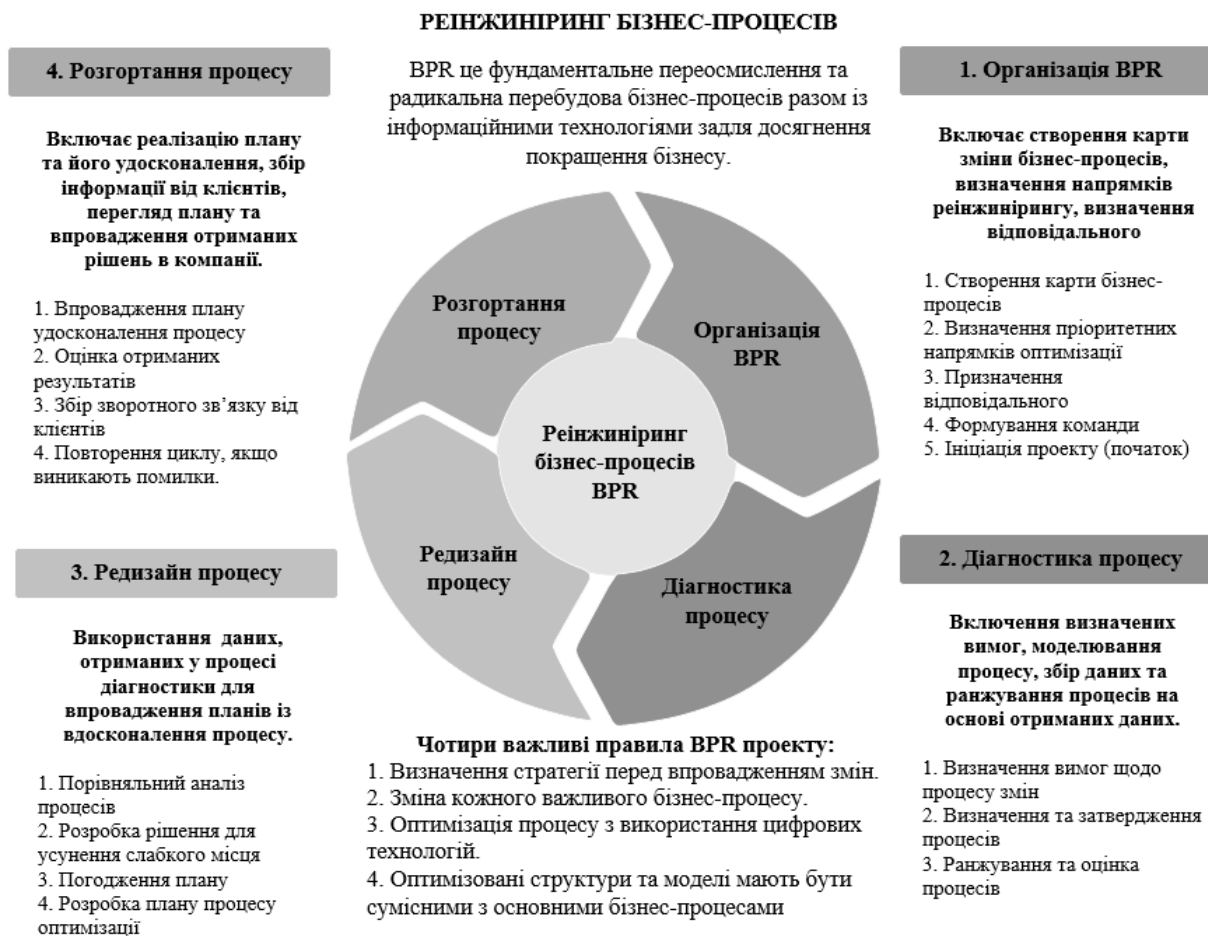 РЕІНЖИНІРИНГ БІЗНЕС-ПРОЦЕСІВ
BPR це фундаментальне переосмислення та
радикальна перебудова бізнес-процесів разом із
інформаційними технологіями задля досягнення
покращення бізнесу.
1. Організація BPR
Включає створення карти
зміни бізнес-процесів,
визначення напрямків
реінжинірингу, визначення
відповідального
1. Створення карти бізнес-
процесів
2. Визначення пріоритетних
напрямків оптимізації
3. Призначення
відповідального
4. Формування команди
5. Ініціація проекту (початок)
2. Діагностика процесу
Включення визначених
вимог, моделювання
процесу, збір даних та
ранжування процесів на
основі отриманих даних.
1. Визначення вимог щодо
процесу змін
2. Визначення та затвердження
процесів
3. Ранжування та оцінка
процесів
3. Редизайн процесу
Використання даних,
отриманих у процесі
діагностики для
впровадження планів із
вдосконалення процесу.
1. Порівняльний аналіз
процесів
2. Розробка рішення для
усунення слабкого місця
3. Погодження плану
4. Розробка плану процесу
оптимізації
4. Розгортання процесу
Включає реалізацію плану
та його удосконалення, збір
інформації від клієнтів,
перегляд плану та
впровадження отриманих
рішень в компанії.
1. Впровадження плану
удосконалення процесу
2. Оцінка отриманих
результатів
3. Збір зворотного зв’язку від
клієнтів
4. Повторення циклу, якщо
виникають помилки.
Розгортання
процесу
Організація
BPR
Реінжиніринг
бізнес-процесів
BPR
Редизайн
процесу
Діагностика
процесу
Чотири важливі правила BPR проекту:
1. Визначення стратегії перед впровадженням змін.
2. Зміна кожного важливого бізнес-процесу.
3. Оптимізація процесу з використання цифрових
технологій.
4. Оптимізовані структури та моделі мають бути
сумісними з основними бізнес-процесами